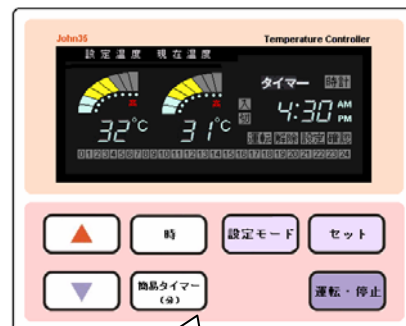 John35 Temperature Controller
設定温度 現在温度
タイマー 時計
高 高
入 4:30 AM
切 PM
32°C 31°C
運転 解除 設定 確認
0 1 2 3 4 5 6 7 8 9 10 11 12 13 14 15 16 17 18 19 20 21 22 23 24
時 設定モード セット
簡易タイマー
(分)
運転・停止